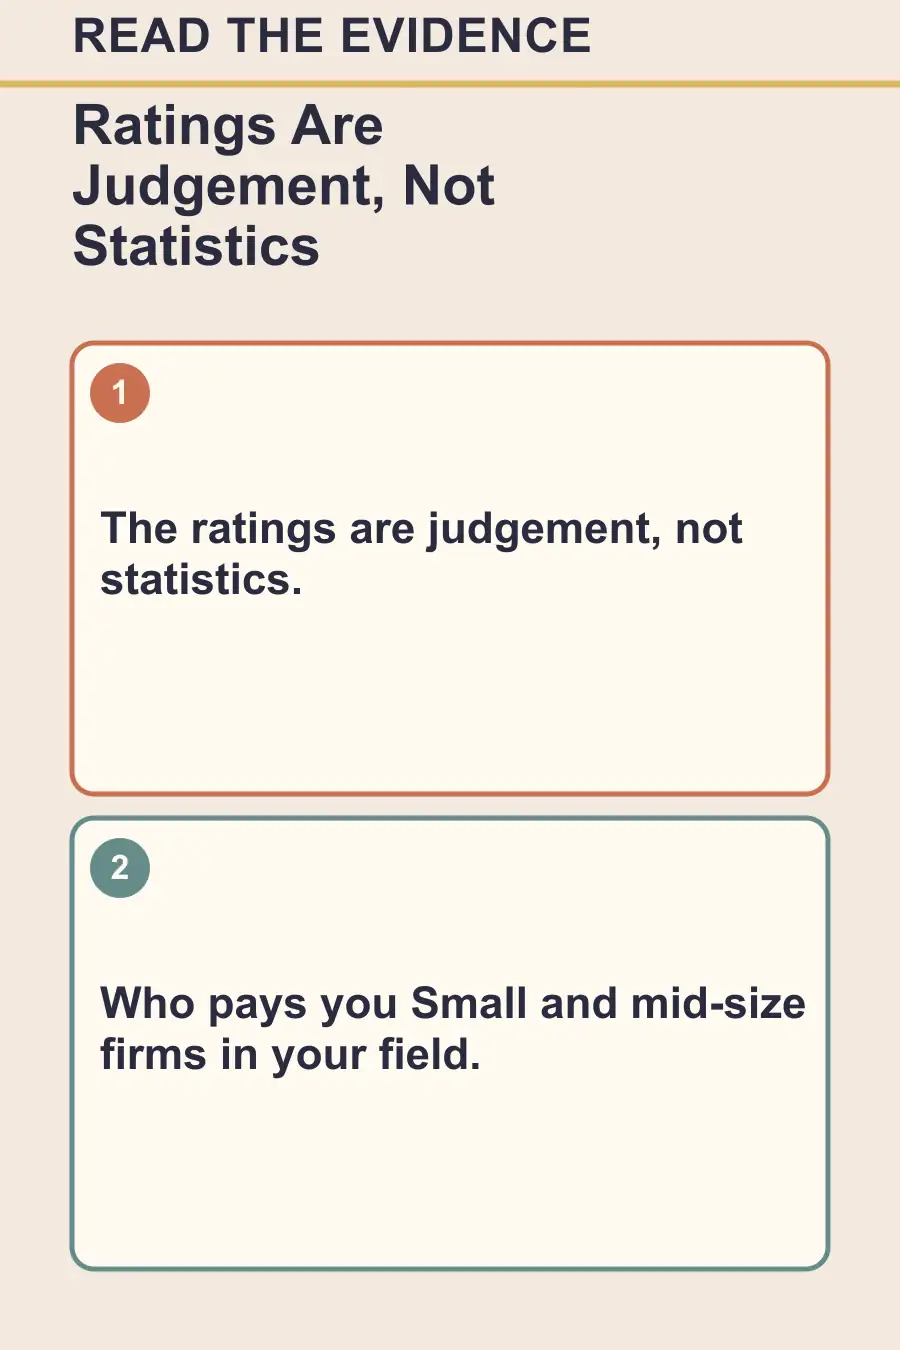 READ THE EVIDENCE
Ratings Are
Judgement, Not
Statistics
1
The ratings are judgement, not
statistics.
2
Who pays you Small and mid-size
firms in your field.